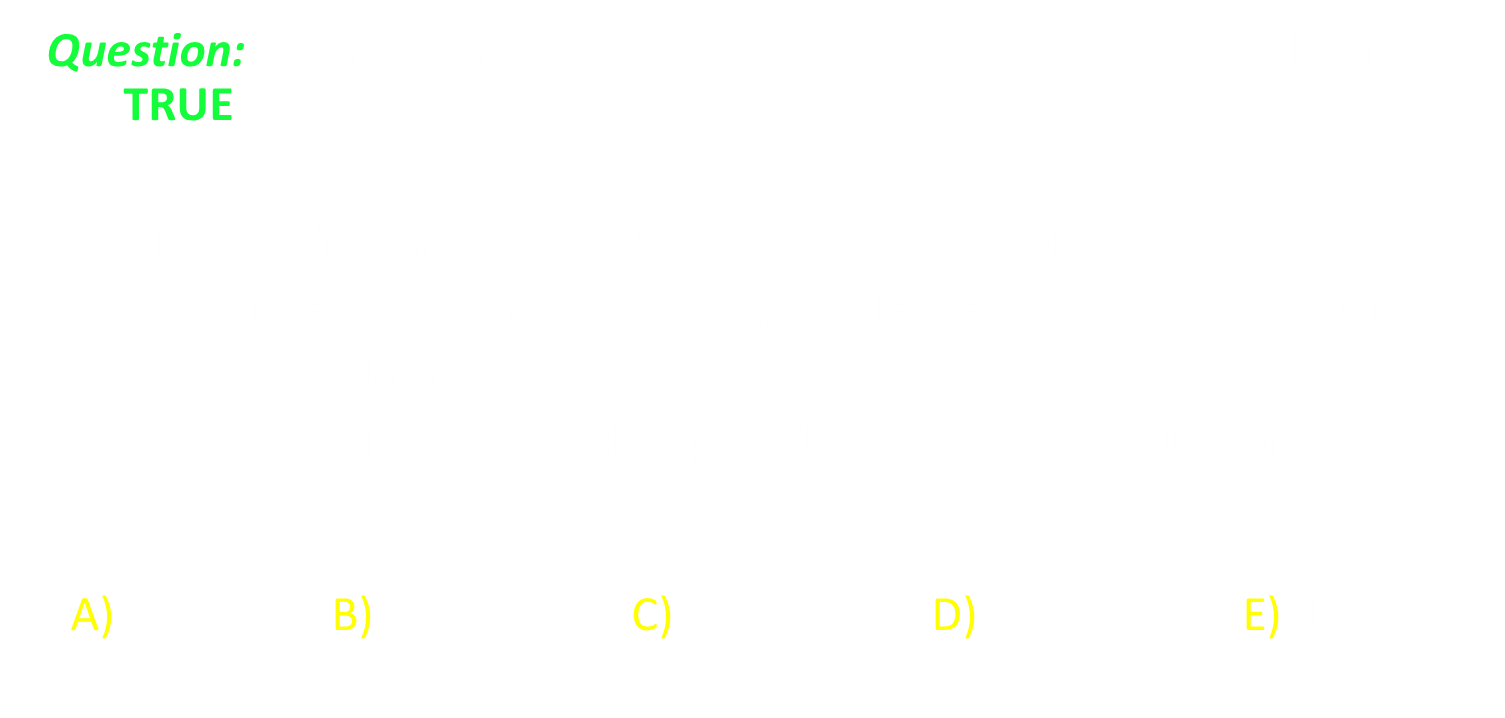 Question:
TRUE
A) B) C) D) E)